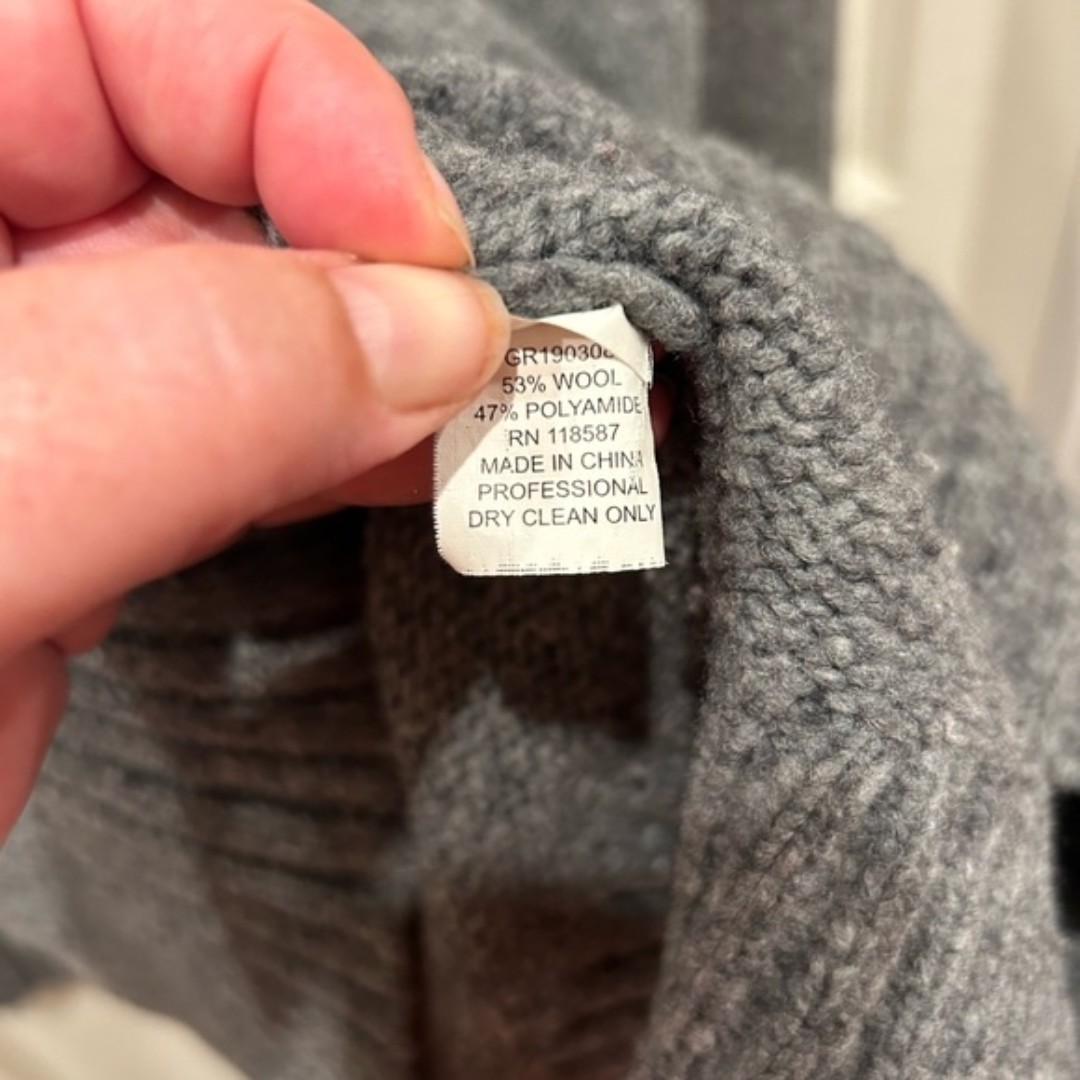 53% WOOL
47% POLYAMIDE
RN 118587
MADE IN CHINA
PROFESSIONAL
DRY CLEAN ONLY